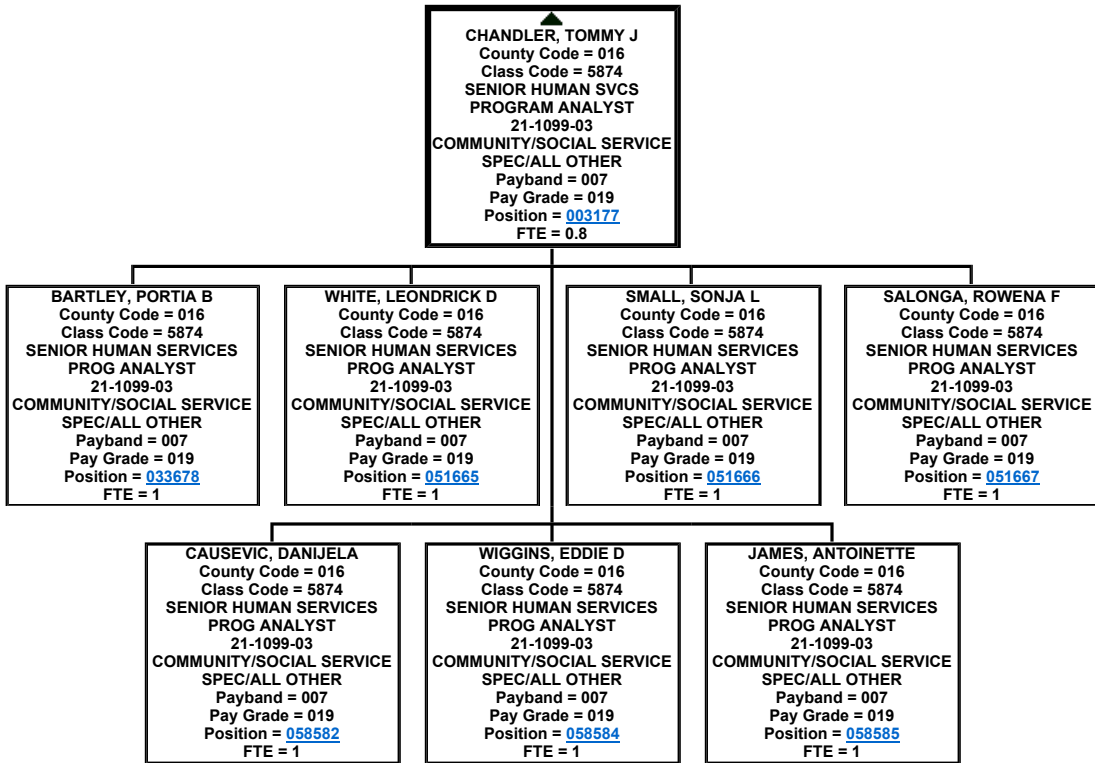 CHANDLER, TOMMY J
County Code = 016
Class Code = 5874
SENIOR HUMAN SVCS
PROGRAM ANALYST
21-1099-03
COMMUNITY/SOCIAL SERVICE
SPEC/ALL OTHER
Payband = 007
Pay Grade = 019
Position = 003177
FTE = 0.8
BARTLEY, PORTIA B
County Code = 016
Class Code = 5874
SENIOR HUMAN SERVICES
PROG ANALYST
21-1099-03
COMMUNITY/SOCIAL SERVICE
SPEC/ALL OTHER
Payband = 007
Pay Grade = 019
Position = 033678
FTE = 1
WHITE, LEONDRICK D
County Code = 016
Class Code = 5874
SENIOR HUMAN SERVICES
PROG ANALYST
21-1099-03
COMMUNITY/SOCIAL SERVICE
SPEC/ALL OTHER
Payband = 007
Pay Grade = 019
Position = 051665
FTE = 1
SMALL, SONJA L
County Code = 016
Class Code = 5874
SENIOR HUMAN SERVICES
PROG ANALYST
21-1099-03
COMMUNITY/SOCIAL SERVICE
SPEC/ALL OTHER
Payband = 007
Pay Grade = 019
Position = 051666
FTE = 1
SALONGA, ROWENA F
County Code = 016
Class Code = 5874
SENIOR HUMAN SERVICES
PROG ANALYST
21-1099-03
COMMUNITY/SOCIAL SERVICE
SPEC/ALL OTHER
Payband = 007
Pay Grade = 019
Position = 051667
FTE = 1
CAUSEVIC, DANIJELA
County Code = 016
Class Code = 5874
SENIOR HUMAN SERVICES
PROG ANALYST
21-1099-03
COMMUNITY/SOCIAL SERVICE
SPEC/ALL OTHER
Payband = 007
Pay Grade = 019
Position = 058582
FTE = 1
WIGGINS, EDDIE D
County Code = 016
Class Code = 5874
SENIOR HUMAN SERVICES
PROG ANALYST
21-1099-03
COMMUNITY/SOCIAL SERVICE
SPEC/ALL OTHER
Payband = 007
Pay Grade = 019
Position = 058584
FTE = 1
JAMES, ANTOINETTE
County Code = 016
Class Code = 5874
SENIOR HUMAN SERVICES
PROG ANALYST
21-1099-03
COMMUNITY/SOCIAL SERVICE
SPEC/ALL OTHER
Payband = 007
Pay Grade = 019
Position = 058585
FTE = 1